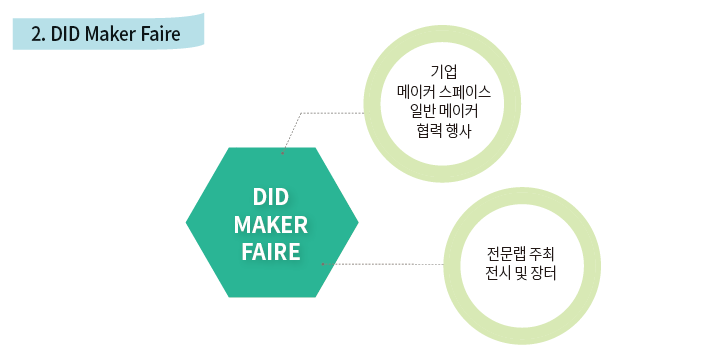 2. DID Maker Faire
기업
메이커 스페이스
일반 메이커
협력 행사
DID
MAKER
FAIRE
전문랩 주최
전시 및 장터